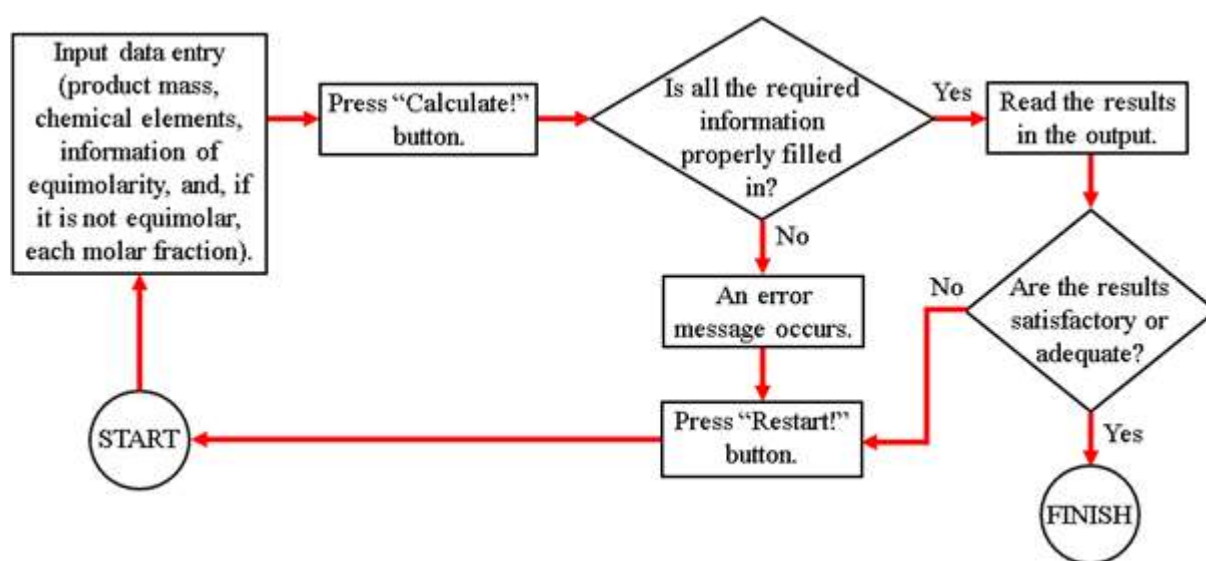 Input data entry
(product mass,
chemical elements,
information of
equimolarity, and, if
it is not equimolar,
each molar fraction).
Press “Calculate!”
button.
Is all the required
information
properly filled
in?
Yes
Read the results
in the output.
No
An error
message occurs.
No
Are the results
satisfactory or
adequate?
Press “Restart!”
button.
START
Yes
FINISH